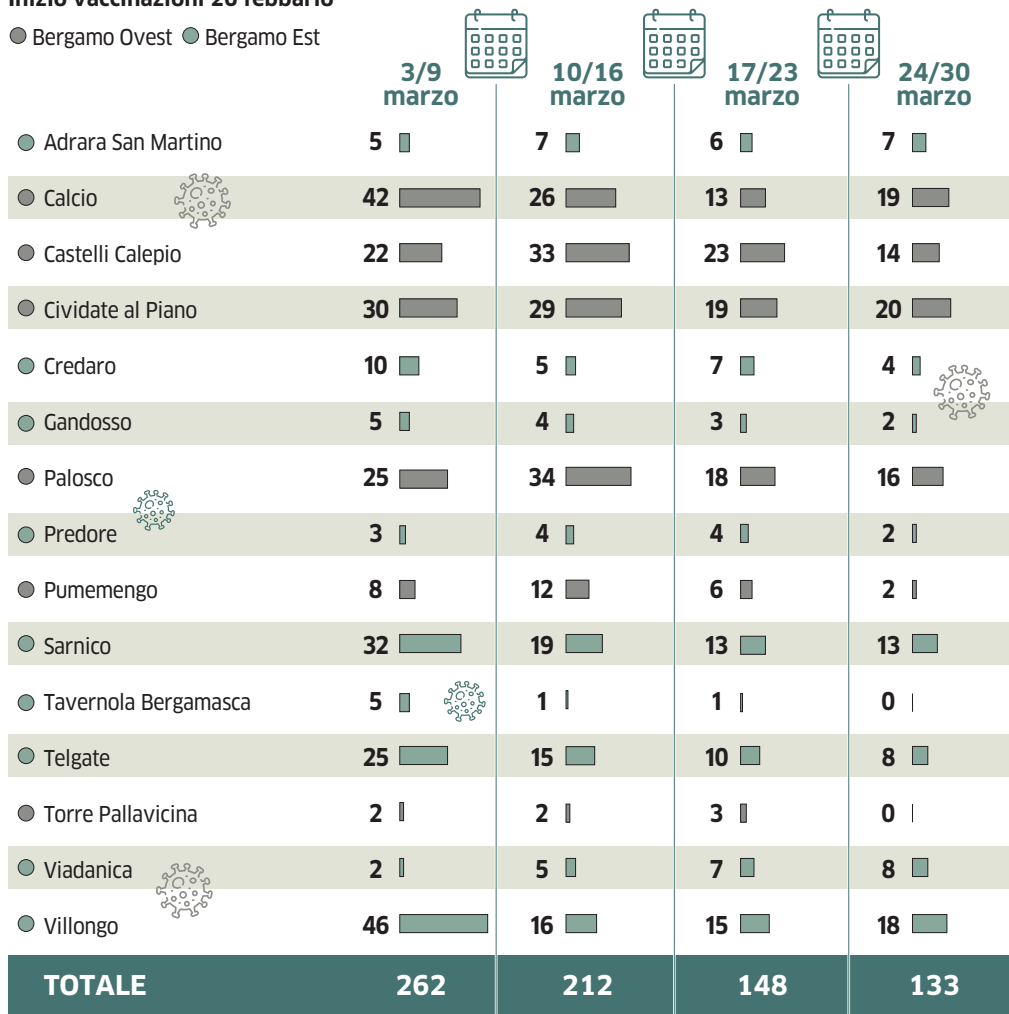 Inizio vaccinazioni 26 febbario
Bergamo Ovest Bergamo Est
3/9 marzo 10/16 marzo 17/23 marzo 24/30 marzo
Adrara San Martino 5 7 6 7
Calcio 42 26 13 19
Castelli Calepio 22 33 23 14
Cividate al Piano 30 29 19 20
Credaro 10 5 7 4
Gandosso 5 4 3 2
Palosco 25 34 18 16
Predore 3 4 4 2
Pumemengo 8 12 6 2
Sarnico 32 19 13 13
Tavernola Bergamasca 5 1 1 0
Telgate 25 15 10 8
Torre Pallavicina 2 2 3 0
Viadanica 2 5 7 8
Villongo 46 16 15 18
TOTALE 262 212 148 133